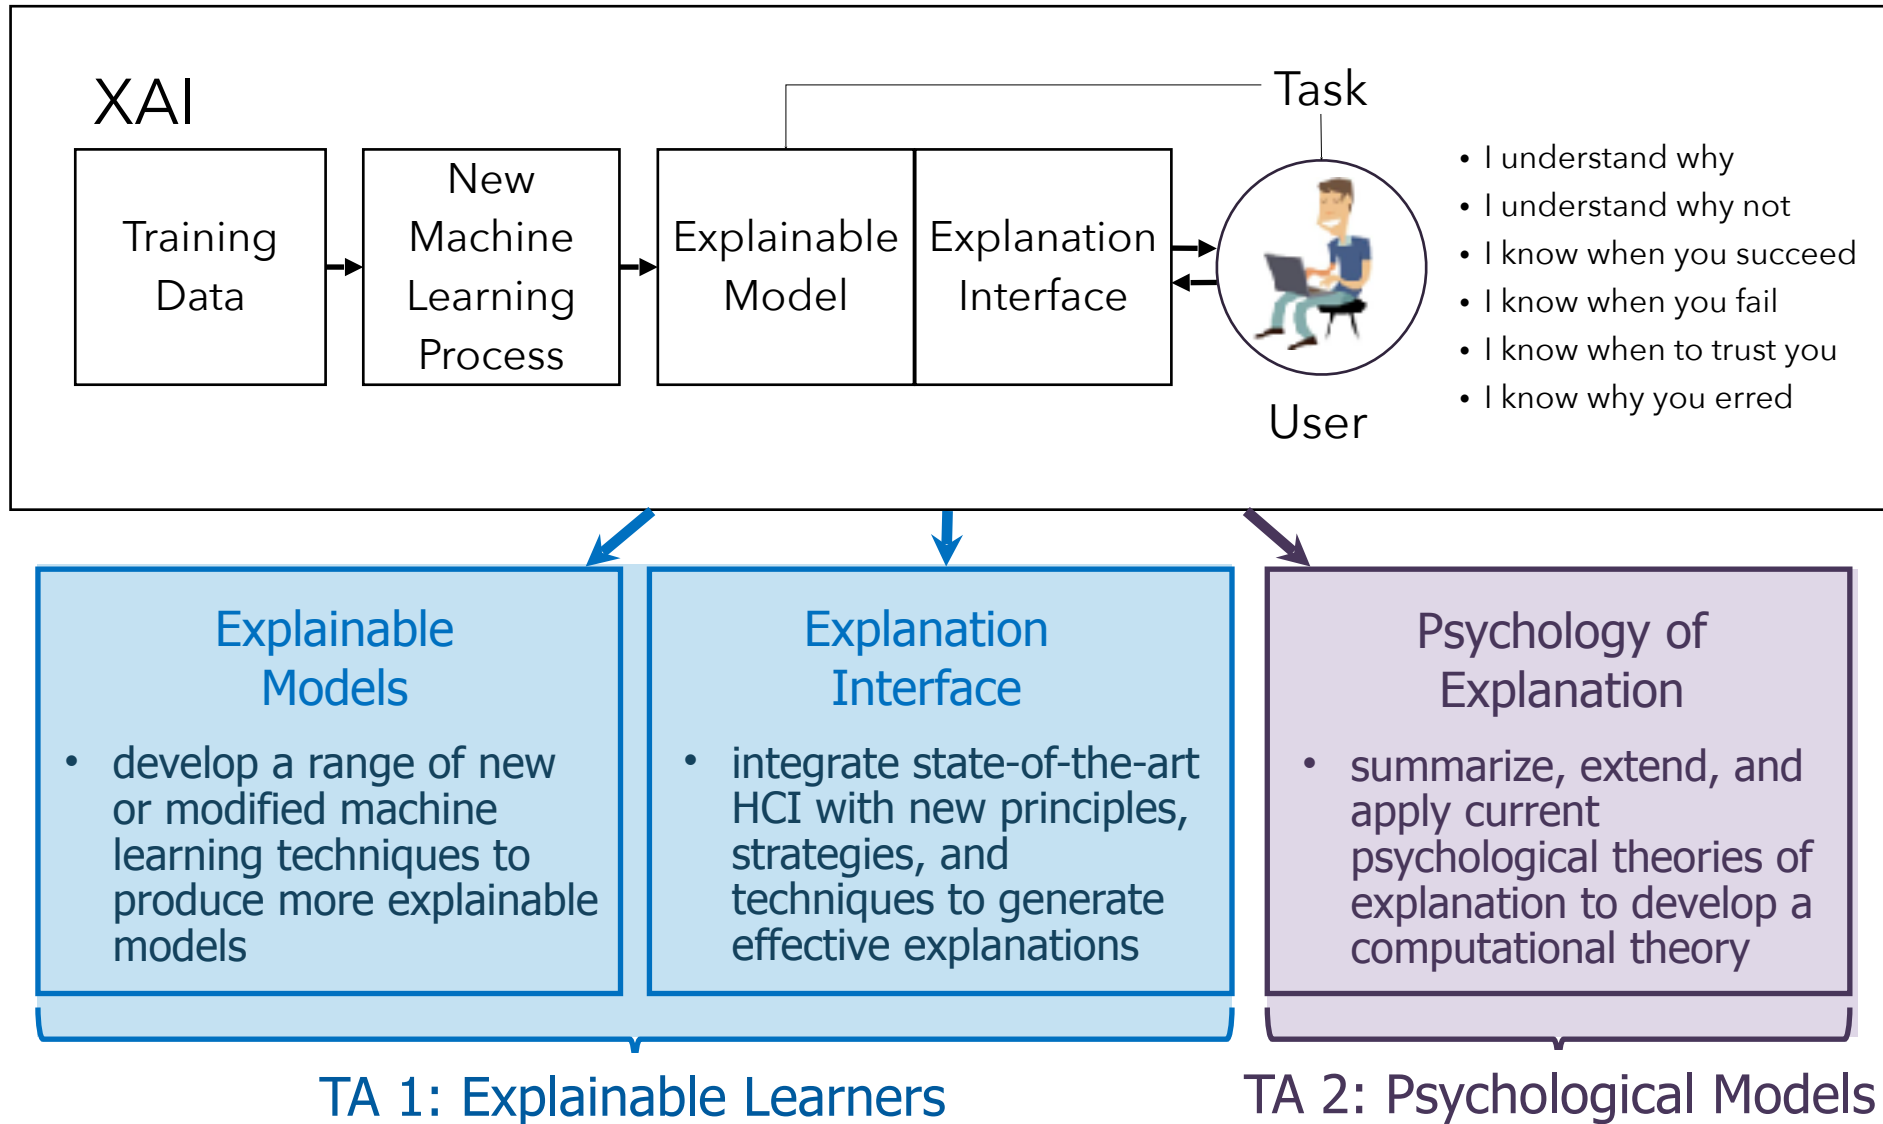 XAI
Task
Training
Data
New
Machine
Learning
Process
Explainable
Model
Explanation
Interface
User
• I understand why
• I understand why not
• I know when you succeed
• I know when you fail
• I know when to trust you
• I know why you erred
Explainable
Models
• develop a range of new
or modified machine
learning techniques to
produce more explainable
models
Explanation
Interface
• integrate state-of-the-art
HCI with new principles,
strategies, and
techniques to generate
effective explanations
Psychology of
Explanation
• summarize, extend, and
apply current
psychological theories of
explanation to develop a
computational theory
TA 1: Explainable Learners
TA 2: Psychological Models